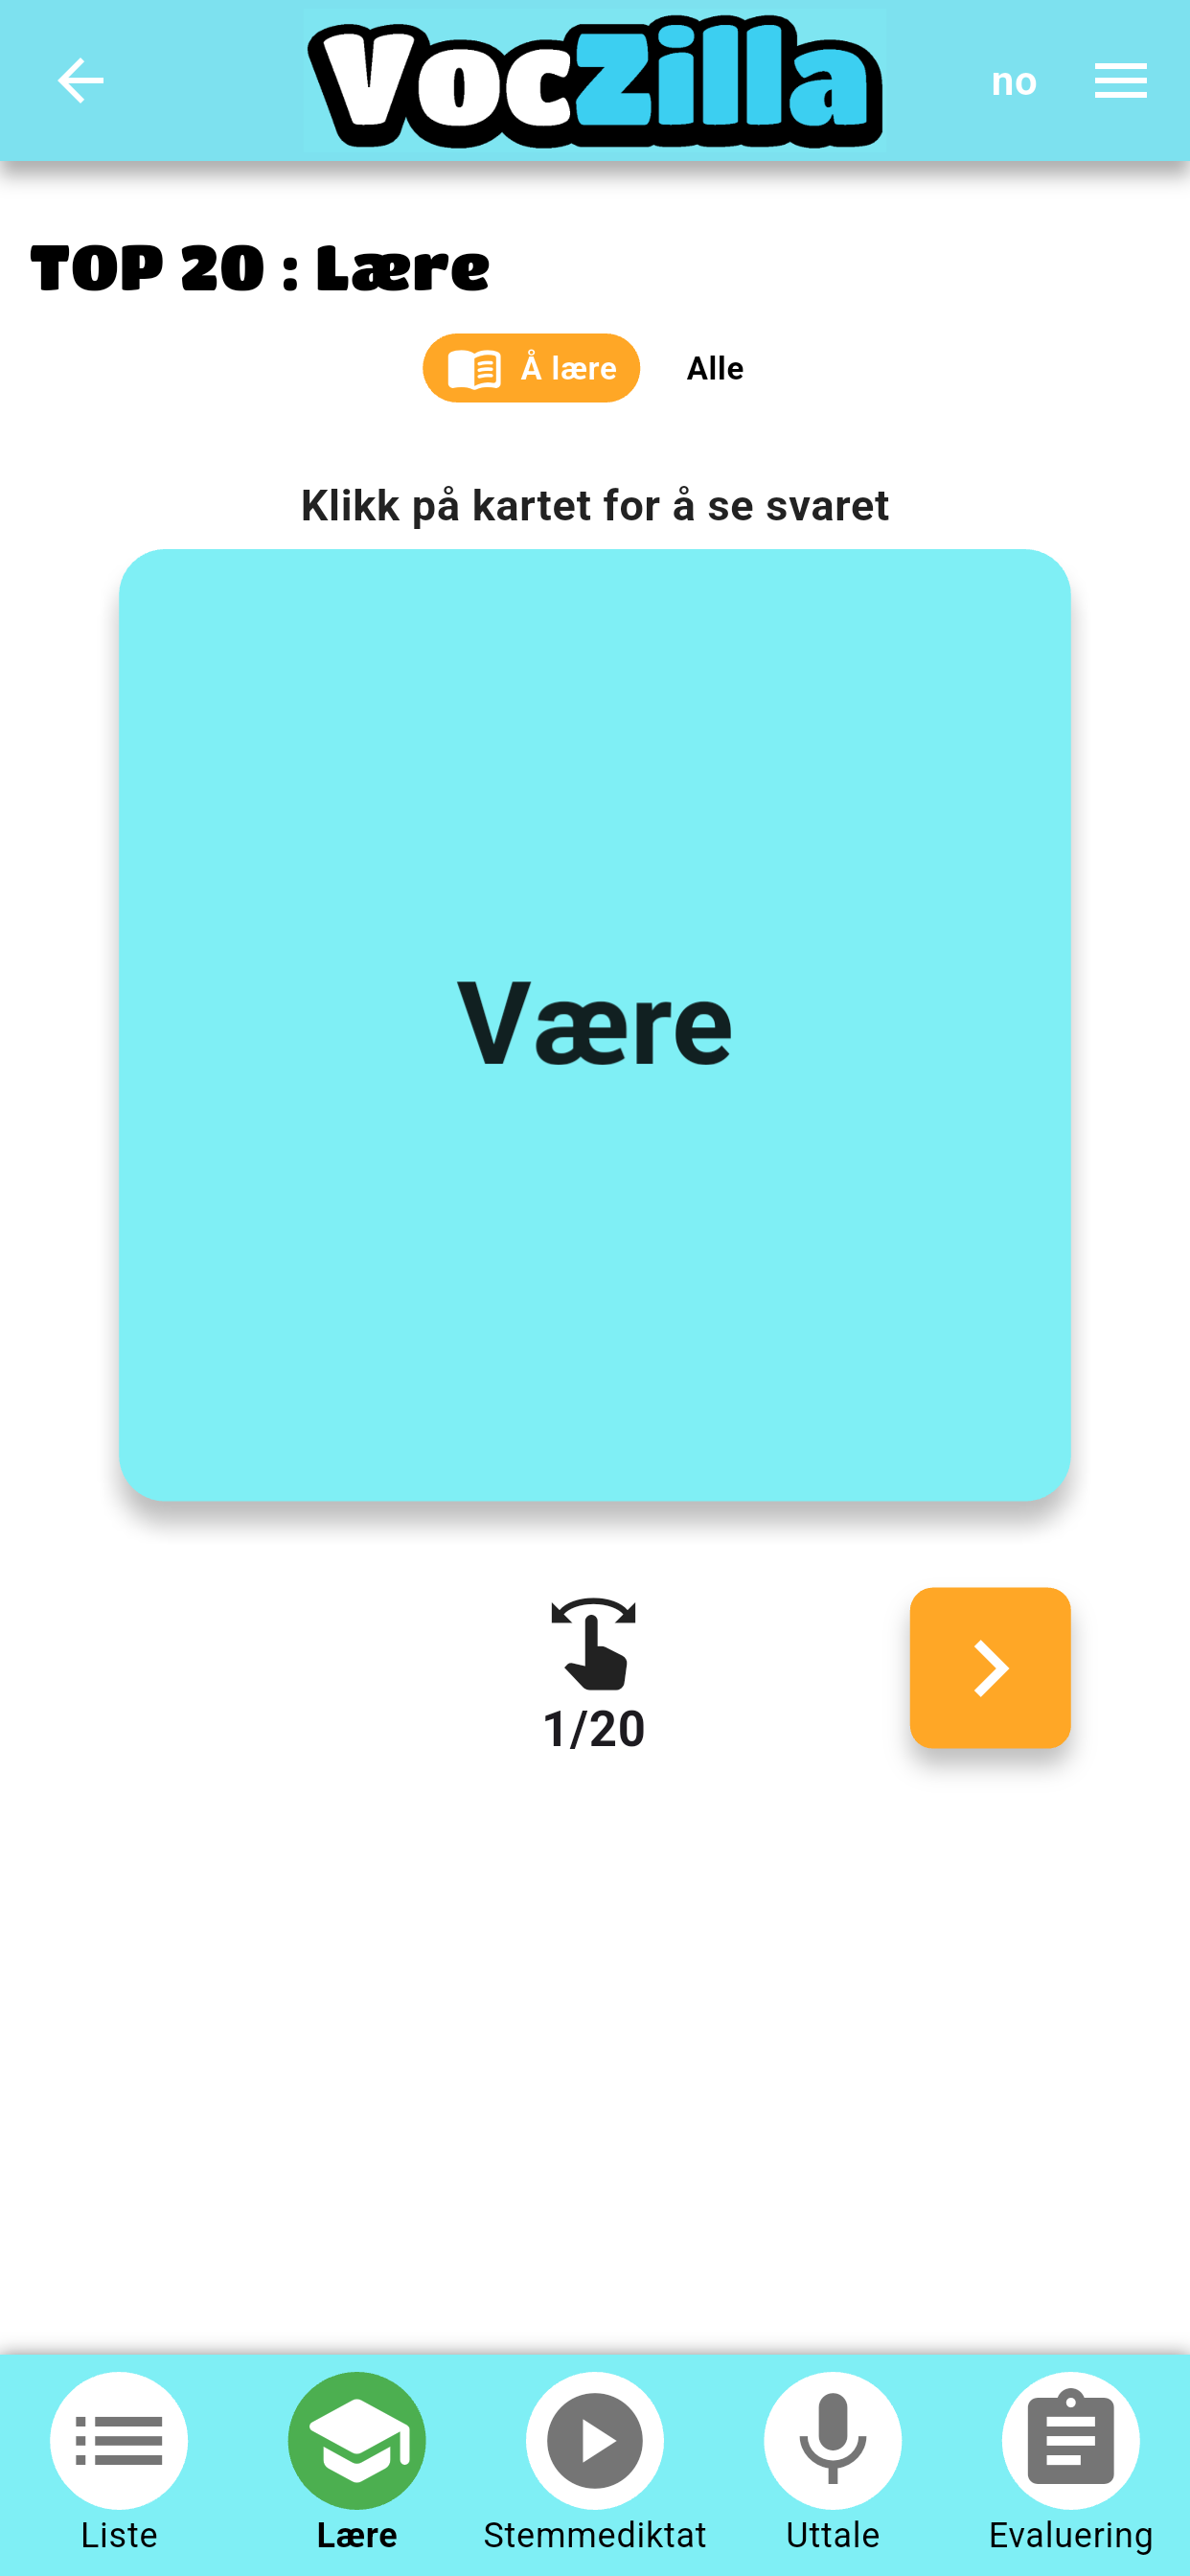 VocZilla
no
TOP 20 : Lære
Å lære Alle
Klikk på kartet for å se svaret
Være
1/20
Liste Lære Stemmediktat Uttale Evaluering